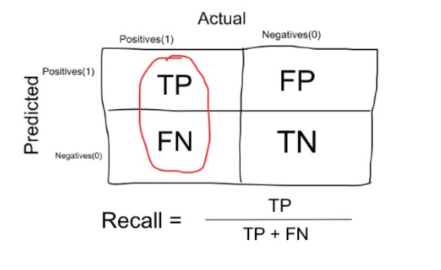 Actual
Positives(1)
Negatives(0)
Predicted
Positives(1)
TP
FP
Negatives(0)
FN
TN
Recall =
TP
TP + FN